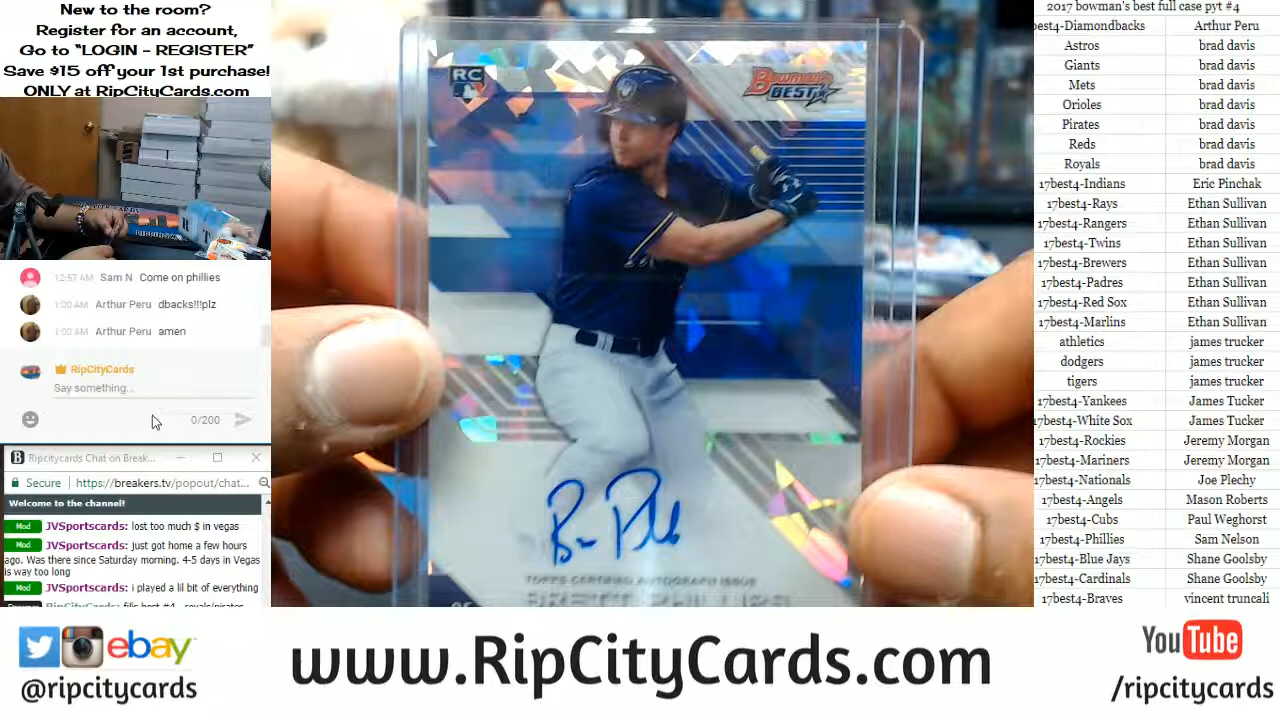 New to the room?
Register for an account,
Go to “LOGIN - REGISTER”
Save $15 off your 1st purchase!
ONLY at RipCityCards.com
12:57 AM Sam N Come on phillies
1:00 AM Arthur Peru dbacks!!!plz
1:00 AM Arthur Peru amen
RipCityCards
Say something...
0/200
Ripcitycards Chat on Break...
Secure https://breakers.tv/popout/chat...
Welcome to the channel!
Mod JVSportscards: lost too much $ in vegas
Mod JVSportscards: just got home a few hours
ago. Was there since Saturday morning. 4-5 days in Vegas
is way too long
Mod JVSportscards: i played a lil bit of everything
RipCityCards: fills best #4 royals/pirates
RC
Bowman's
BEST
TOPPS CERTIFIED AUTOGRAPH ISSUE
BRETT PHILLIPS
2017 bowman's best full case pyt #4
best4-Diamondbacks Arthur Peru
Astros brad davis
Giants brad davis
Mets brad davis
Orioles brad davis
Pirates brad davis
Reds brad davis
Royals brad davis
17best4-Indians Eric Pinchak
17best4-Rays Ethan Sullivan
17best4-Rangers Ethan Sullivan
17best4-Twins Ethan Sullivan
17best4-Brewers Ethan Sullivan
17best4-Padres Ethan Sullivan
17best4-Red Sox Ethan Sullivan
17best4-Marlins Ethan Sullivan
athletics james trucker
dodgers james trucker
tigers james trucker
17best4-Yankees James Tucker
17best4-White Sox James Tucker
17best4-Rockies Jeremy Morgan
17best4-Mariners Jeremy Morgan
17best4-Nationals Joe Plechy
17best4-Angels Mason Roberts
17best4-Cubs Paul Weghorst
17best4-Phillies Sam Nelson
17best4-Blue Jays Shane Goolsby
17best4-Cardinals Shane Goolsby
17best4-Braves vincent truncali
ebay
@ripcitycards
www.RipCityCards.com
YouTube
/ripcitycards